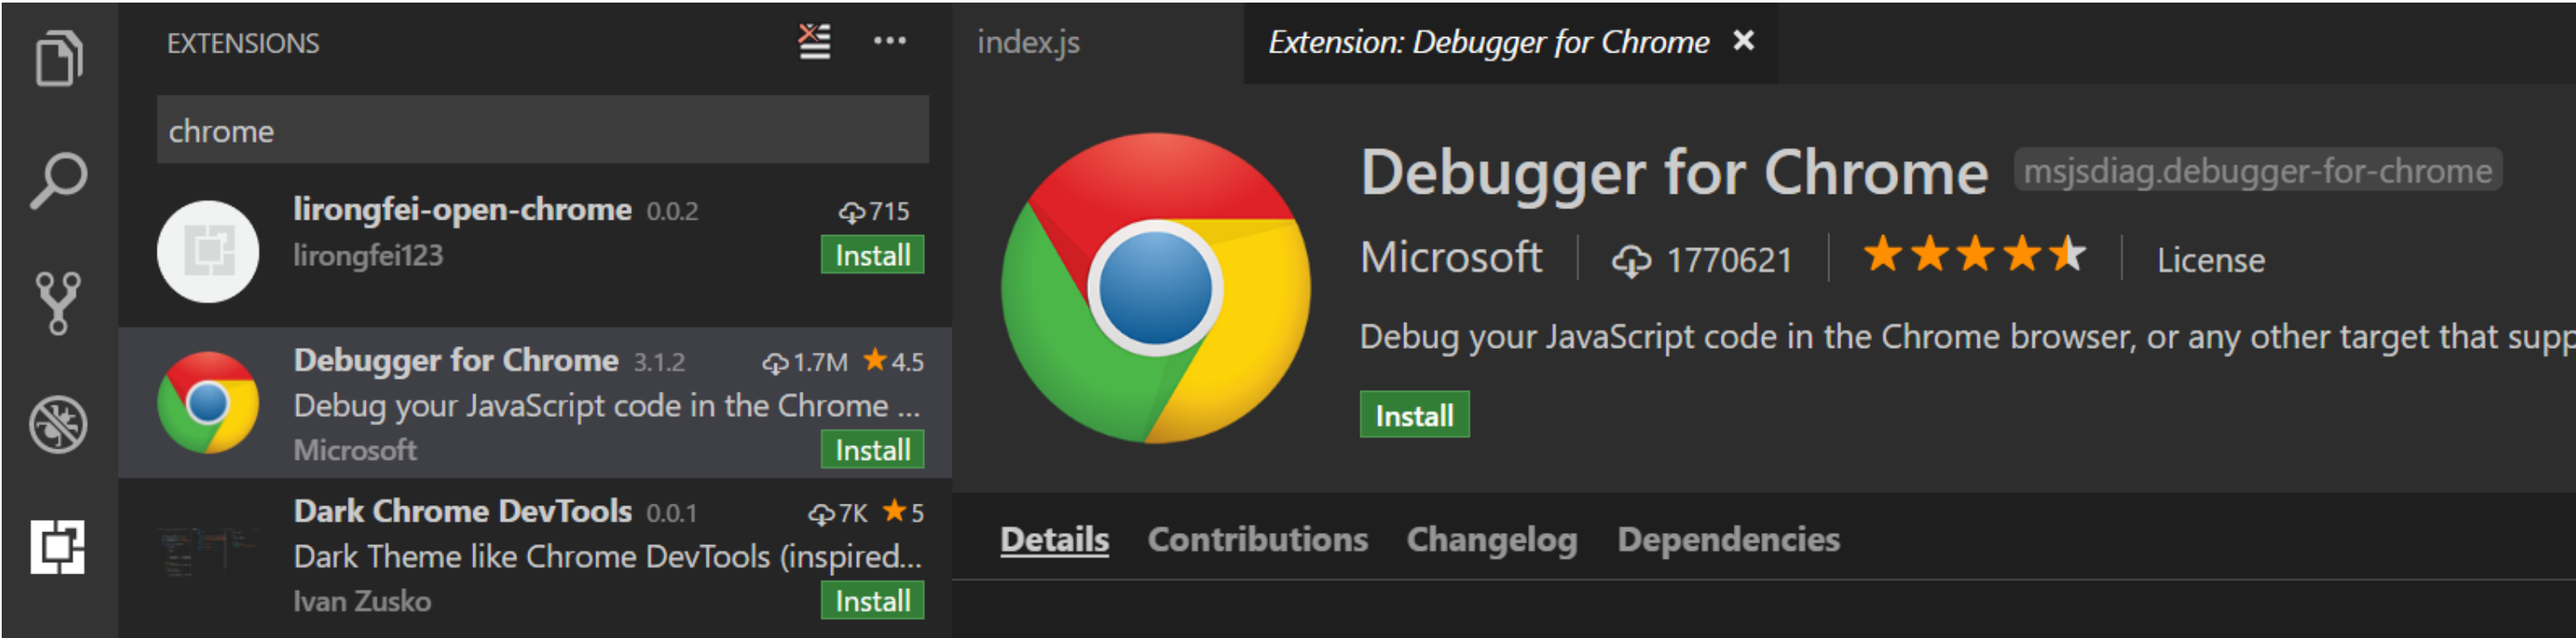 EXTENSIONS
chrome
lirongfei-open-chrome 0.0.2 715
lirongfei123 Install
Debugger for Chrome 3.1.2 1.7M 4.5
Debug your JavaScript code in the Chrome ...
Microsoft Install
Dark Chrome DevTools 0.0.1 7K 5
Dark Theme like Chrome DevTools (inspired...
Ivan Zusko Install
index.js Extension: Debugger for Chrome
Debugger for Chrome msjsdiag.debugger-for-chrome
Microsoft 1770621 License
Debug your JavaScript code in the Chrome browser, or any other target that supp
Install
Details Contributions Changelog Dependencies